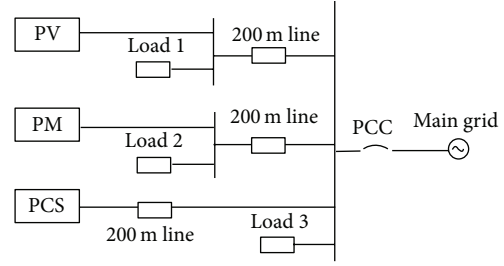 PV
Load 1
200 m line
PM
Load 2
200 m line
PCC
Main grid
PCS
200 m line
Load 3